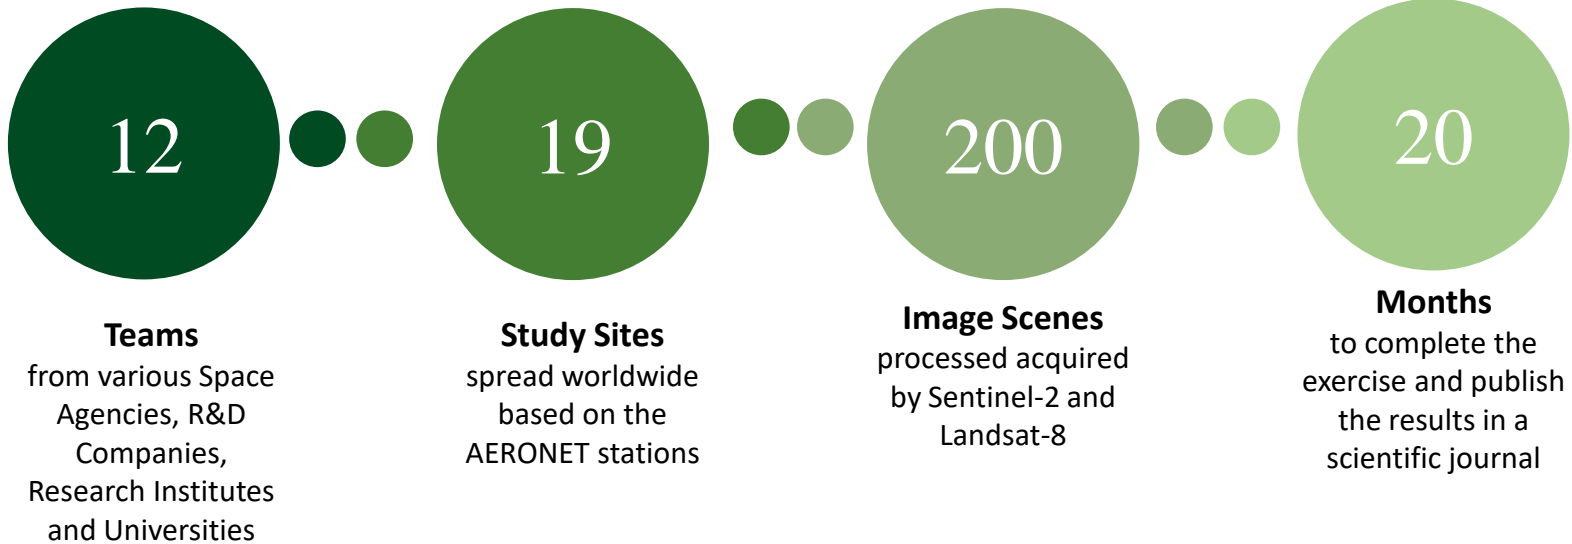 12
Teams
from various Space
Agencies, R&D
Companies,
Research Institutes
and Universities
19
Study Sites
spread worldwide
based on the
AERONET stations
200
Image Scenes
processed acquired
by Sentinel-2 and
Landsat-8
20
Months
to complete the
exercise and publish
the results in a
scientific journal